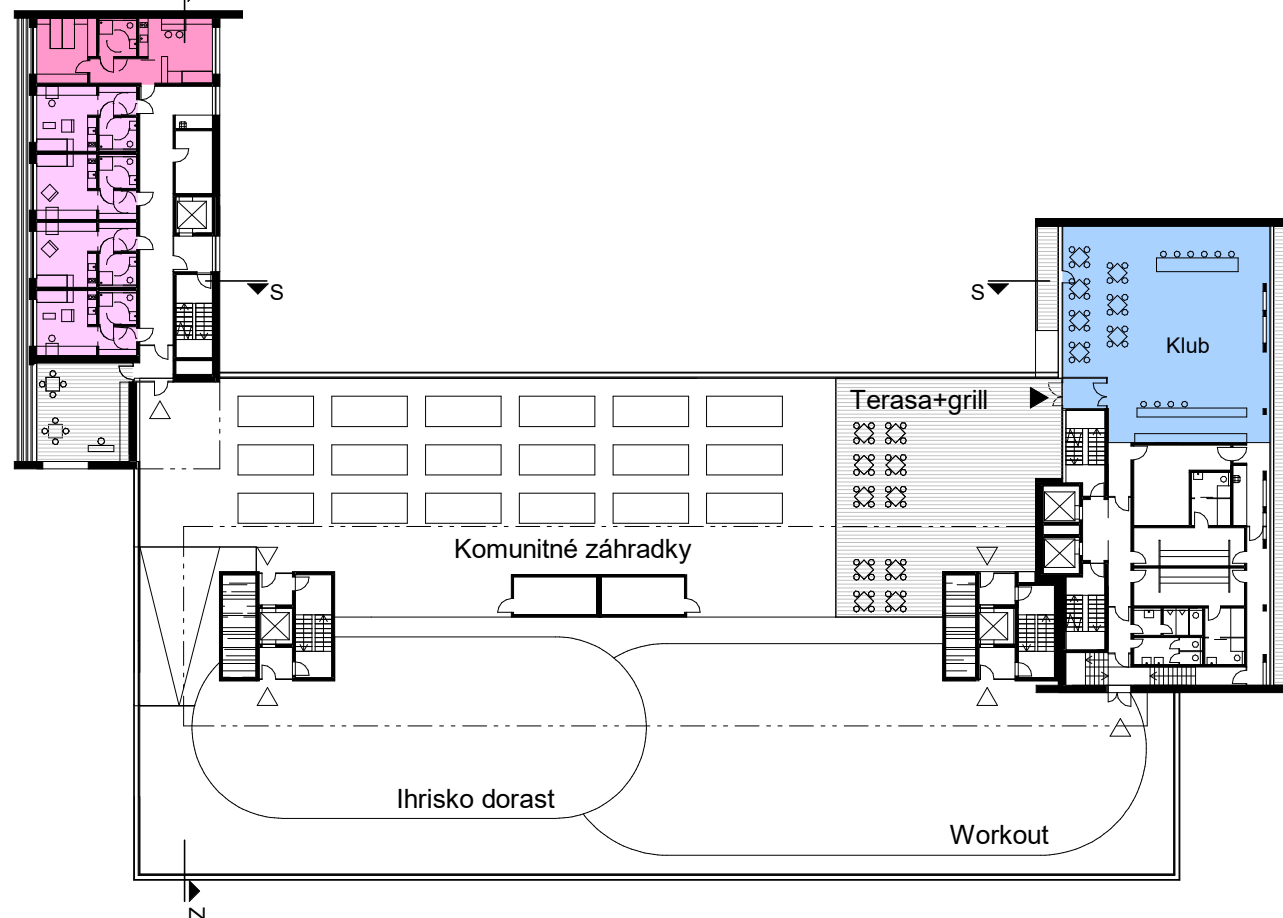 S
S
Klub
Terasa+grill
Komunitné záhradky
Ihrisko dorast
Workout
Z